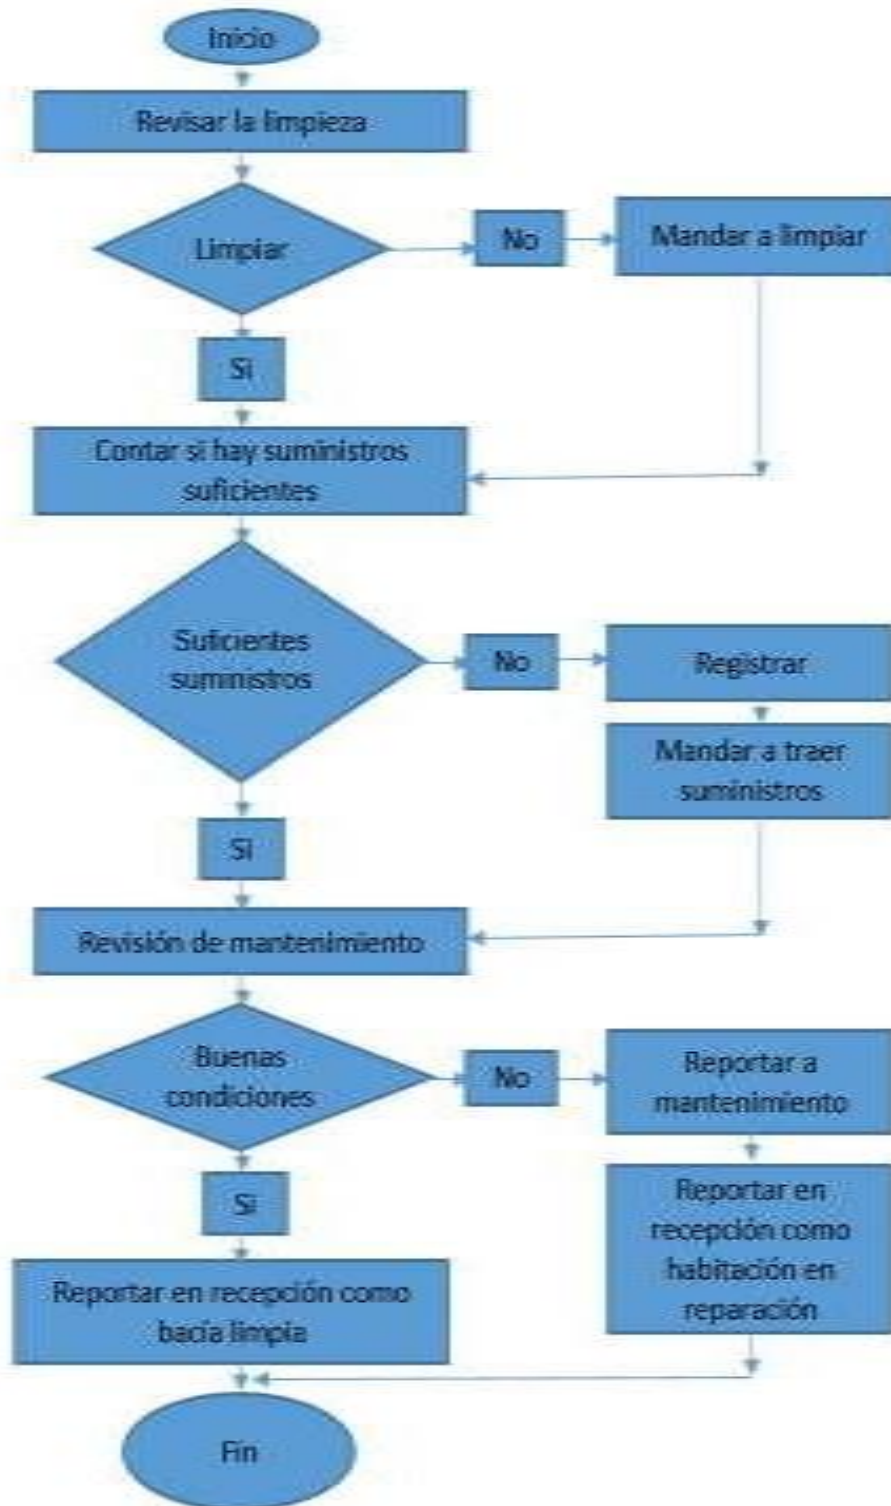 Inicio
Revisar la limpieza
Limpiar
No
Mandar a limpiar
Si
Contar si hay suministros
suficientes
Suficientes
suministros
No
Registrar
Mandar a traer
suministros
Si
Revisión de mantenimiento
Buenas
condiciones
No
Reportar a
mantenimiento
Si
Reportar en
recepción como
habitación en
reparación
Reportar en recepción como
bacía limpia
Fin